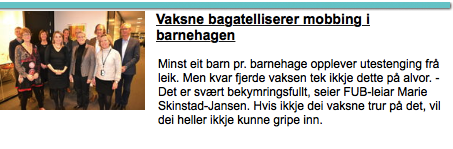 Vaksne bagatelliserer mobbing i
barnehagen
Minst eit barn pr. barnehage opplever utestenging frå
leik. Men kvar fjerde vaksen tek ikkje dette på alvor. -
Det er svært bekymringsfullt, seier FUB-leiar Marie
Skinstad-Jansen. Hvis ikkje dei vaksne trur på det, vil
dei heller ikkje kunne gripe inn.